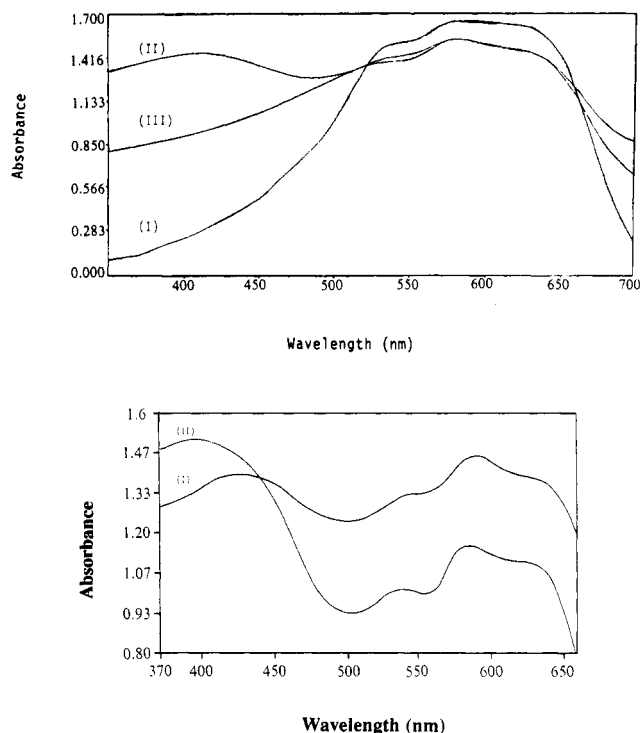 1.700
1.416
1.133
0.850
0.566
0.283
0.000
Absorbance
(II)
(III)
(I)
400 450 500 550 600 650 700
Wavelength (nm)
1.6
1.47
1.33
1.20
1.07
0.93
0.80
Absorbance
(II)
(I)
370 400 450 500 550 600 650
Wavelength (nm)